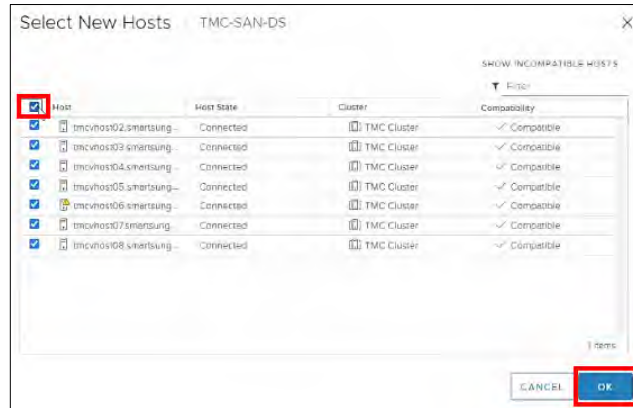 Select New Hosts TMC-SAN-DS
SHOW INCOMPATIBLE HOSTS
Filter
Host Host State Cluster Compatibility
tmcvhost02.smartsung... Connected TMC Cluster Compatible
tmcvhost03.smartsung... Connected TMC Cluster Compatible
tmcvhost04.smartsung... Connected TMC Cluster Compatible
tmcvhost05.smartsung... Connected TMC Cluster Compatible
tmcvhost06.smartsung... Connected TMC Cluster Compatible
tmcvhost07.smartsung... Connected TMC Cluster Compatible
tmcvhost08.smartsung... Connected TMC Cluster Compatible
items
CANCEL OK